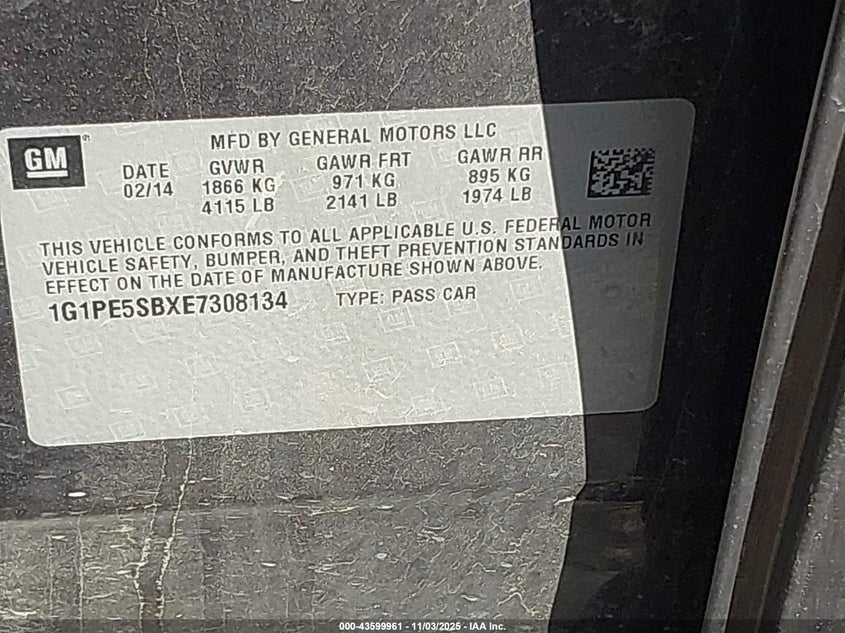 GM
MFD BY GENERAL MOTORS LLC
DATE GVWR GAWR FRT GAWR RR
02/14 1866 KG 971 KG 895 KG
4115 LB 2141 LB 1974 LB
THIS VEHICLE CONFORMS TO ALL APPLICABLE U.S. FEDERAL MOTOR
VEHICLE SAFETY, BUMPER, AND THEFT PREVENTION STANDARDS IN
EFFECT ON THE DATE OF MANUFACTURE SHOWN ABOVE.
1G1PE5SBXE7308134 TYPE: PASS CAR
000-43599961 - 11/03/2025 - IAA Inc.